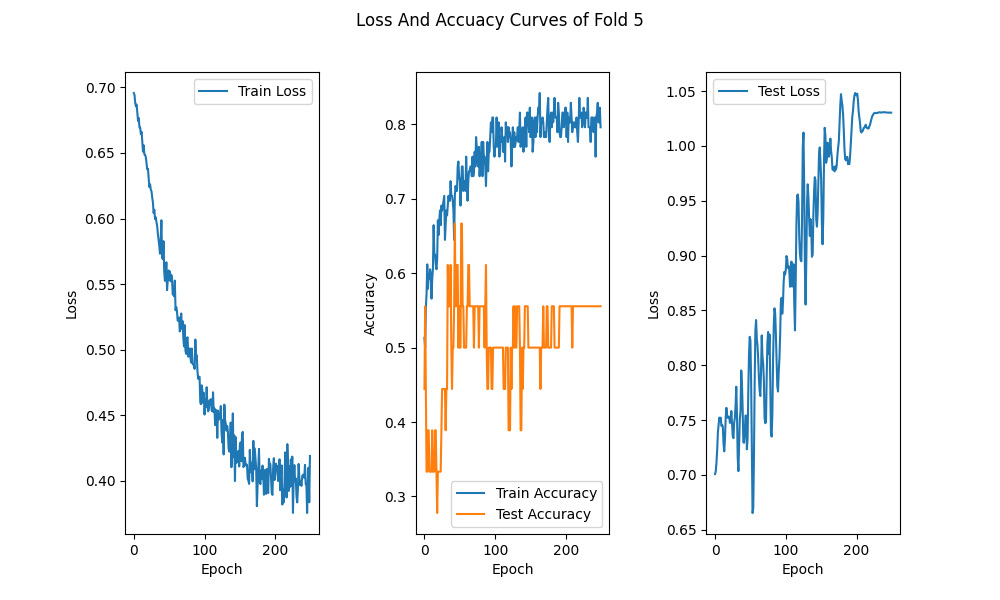 Loss And Accuacy Curves of Fold 5
Loss
0.70
0.65
0.60
0.55
0.50
0.45
0.40
Train Loss
0 100 200
Epoch
Accuracy
0.8
0.7
0.6
0.5
0.4
0.3
Train Accuracy
Test Accuracy
0 100 200
Epoch
Loss
1.05
1.00
0.95
0.90
0.85
0.80
0.75
0.70
0.65
Test Loss
0 100 200
Epoch